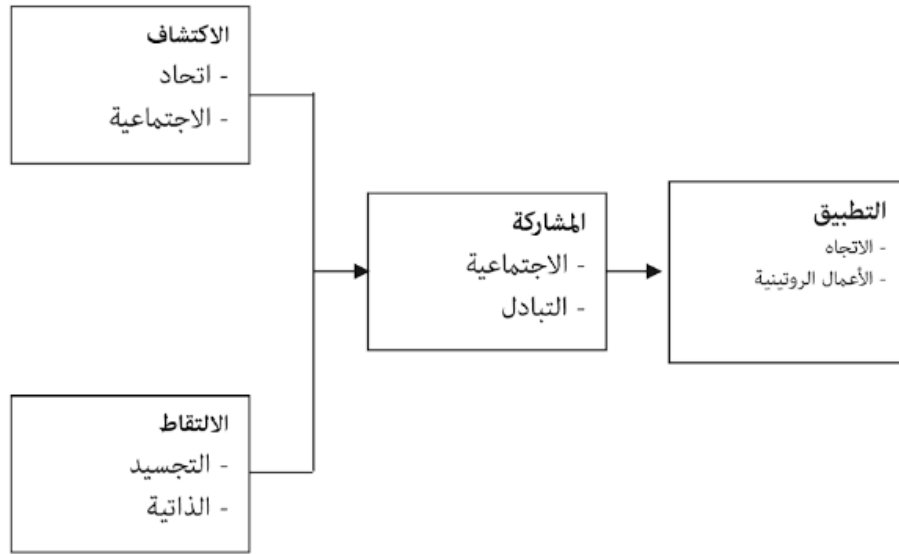 الاكتشاف
- اتحاد
- الاجتماعية
الالتقاط
- التجسيد
- الذاتية
المشاركة
- الاجتماعية
- التبادل
التطبيق
- الاتجاه
- الأعمال الروتينية